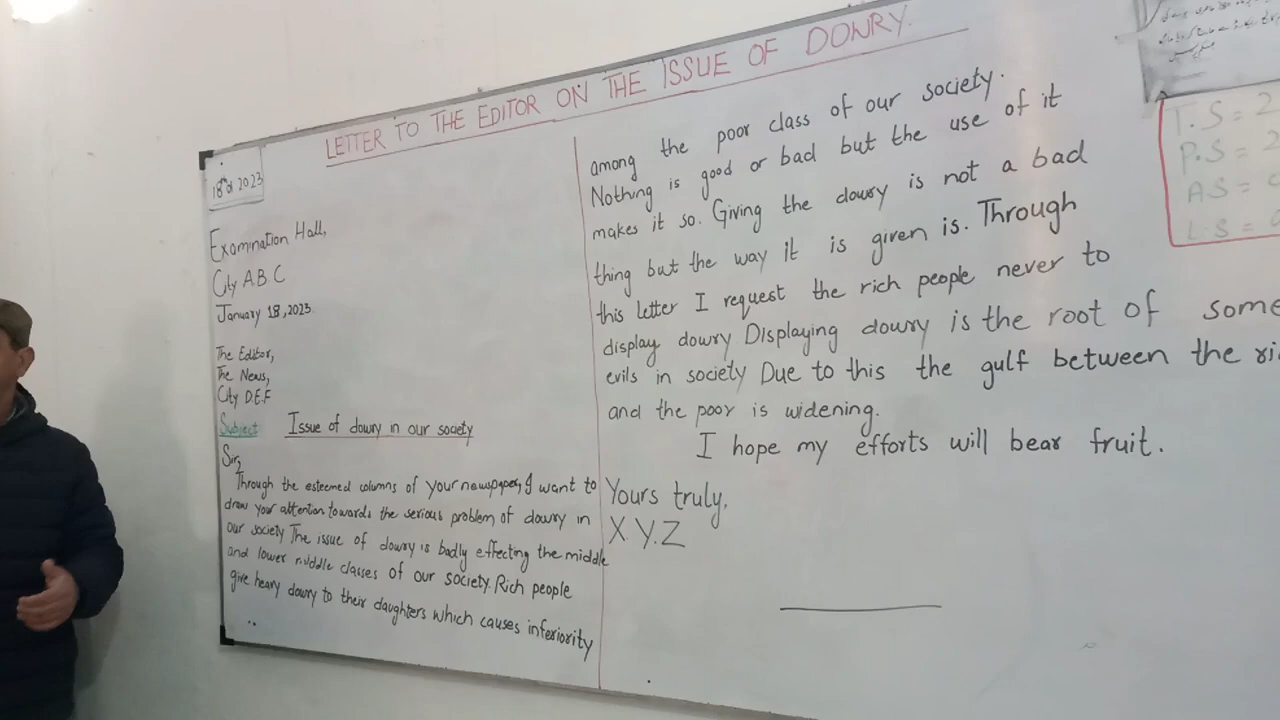 LETTER TO THE EDITOR ON THE ISSUE OF DOWRY.
18th 01 2023
Examination Hall,
City A.B.C
January 18, 2023
The Editor,
The News,
City D.E.F
Subject Issue of dowry in our society
Sir,
Through the esteemed columns of your newspaper, I want to
draw your attention towards the serious problem of dowry in
our society The issue of dowry is badly effecting the middle
and lower middle classes of our society. Rich people
give heavy dowry to their daughters which causes inferiority
among the poor class of our society.
Nothing is good or bad but the use of it
makes it so. Giving the dowry is not a bad
thing but the way it is given is. Through
this letter I request the rich people never to
display dowry Displaying dowry is the root of some
evils in society Due to this the gulf between the
and the poor is widening.
I hope my efforts will bear fruit.
Yours truly,
X.Y.Z
T.S = 2
P.S = 2
A S =
L.S =